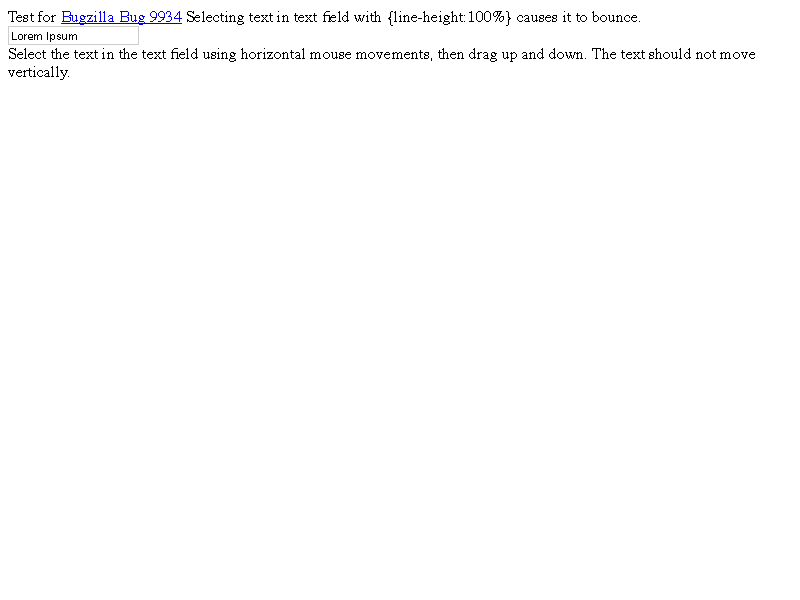 Test for Bugzilla Bug 9934 Selecting text in text field with {line-height:100%} causes it to bounce.
Lorem Ipsum
Select the text in the text field using horizontal mouse movements, then drag up and down. The text should not move
vertically.